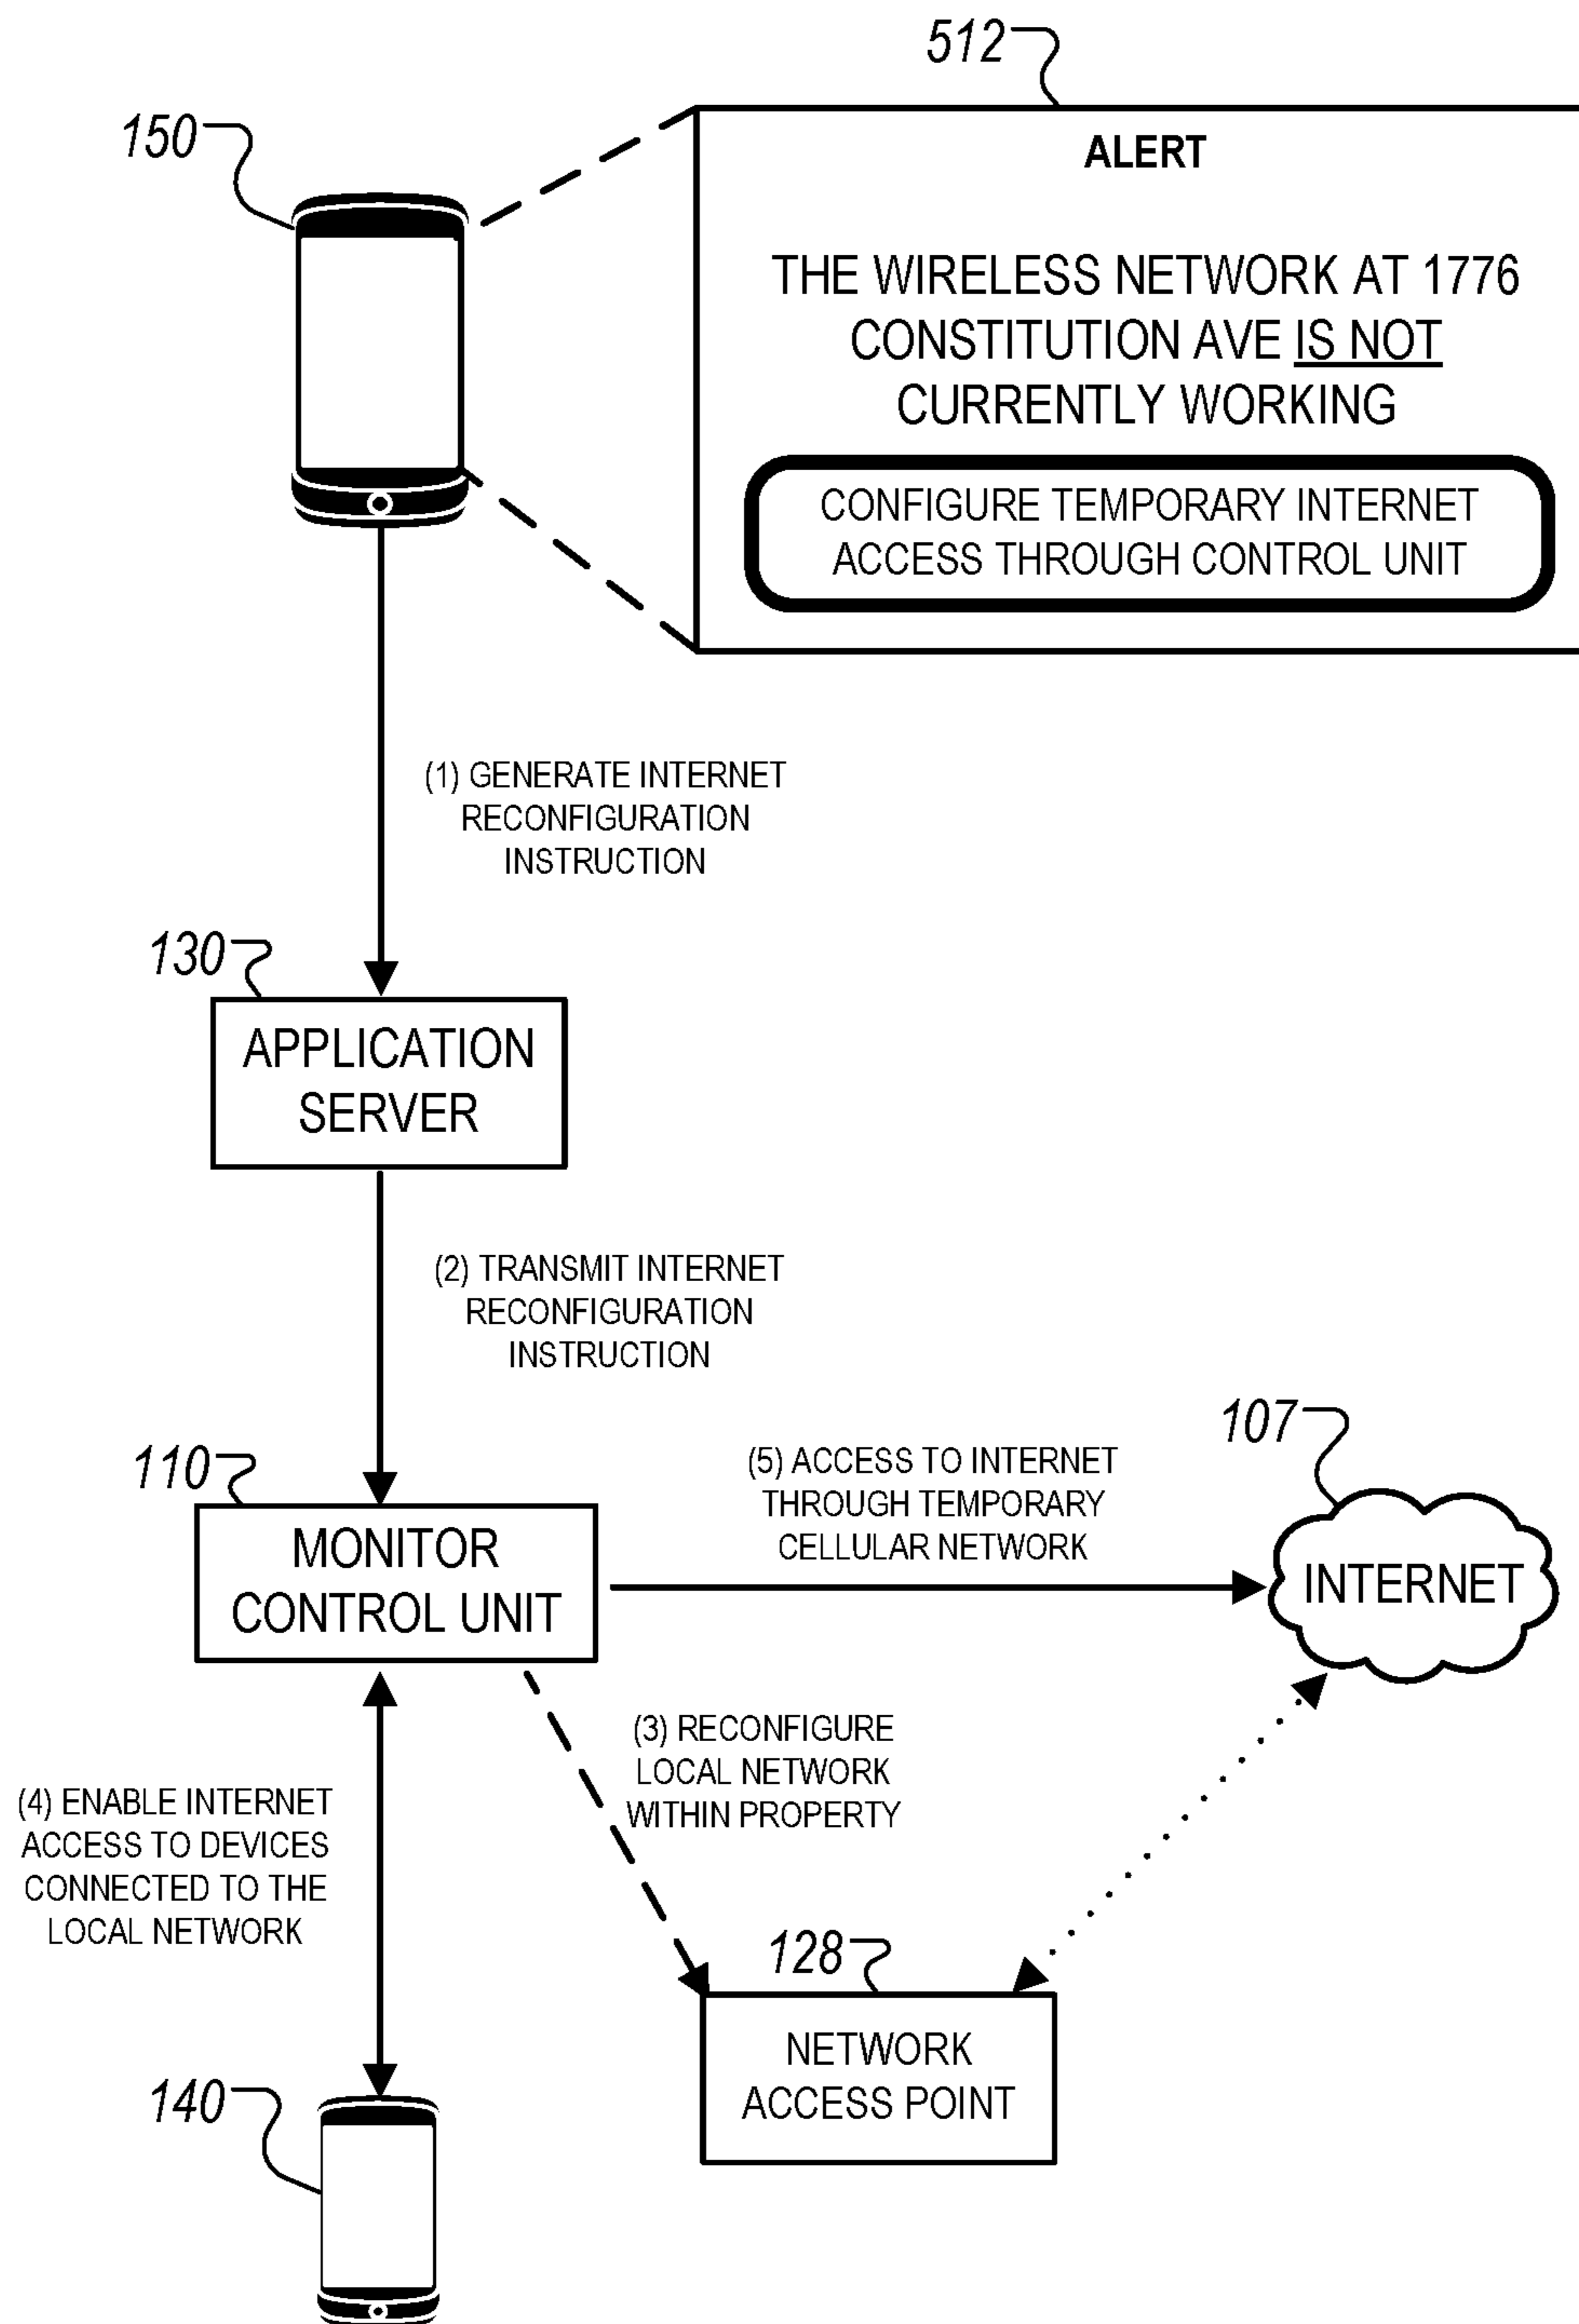 512
150
ALERT
THE WIRELESS NETWORK AT 1776
CONSTITUTION AVE IS NOT
CURRENTLY WORKING
CONFIGURE TEMPORARY INTERNET
ACCESS THROUGH CONTROL UNIT
(1) GENERATE INTERNET
RECONFIGURATION
INSTRUCTION
130
APPLICATION
SERVER
(2) TRANSMIT INTERNET
RECONFIGURATION
INSTRUCTION
110
MONITOR
CONTROL UNIT
(5) ACCESS TO INTERNET
THROUGH TEMPORARY
CELLULAR NETWORK
107
INTERNET
(3) RECONFIGURE
LOCAL NETWORK
WITHIN PROPERTY
(4) ENABLE INTERNET
ACCESS TO DEVICES
CONNECTED TO THE
LOCAL NETWORK
128
NETWORK
ACCESS POINT
140